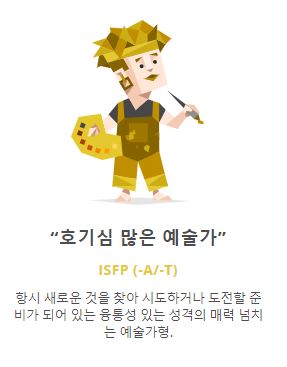 “호기심 많은 예술가”
ISFP (-A/-T)
항시 새로운 것을 찾아 시도하거나 도전할 준
비가 되어 있는 융통성 있는 성격의 매력 넘치
는 예술가형.